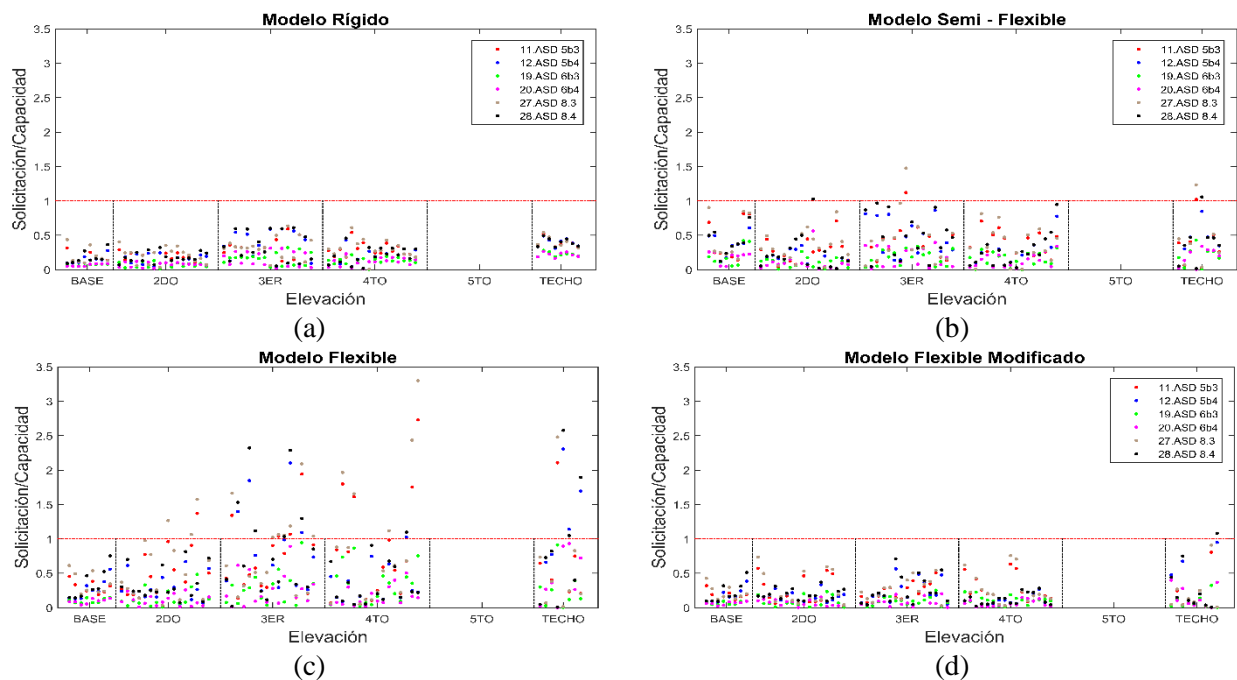 Modelo Rígido
Solicitación/Capacidad
3.5
3
2.5
2
1.5
1
0.5
0
11.ASD 5b3
12.ASD 5b4
19.ASD 6b3
20.ASD 6b4
27.ASD 8.3
28.ASD 8.4
BASE 2DO 3ER 4TO 5TO TECHO
Elevación
(a)
Modelo Semi - Flexible
Solicitación/Capacidad
3.5
3
2.5
2
1.5
1
0.5
0
11.ASD 5b3
12.ASD 5b4
19.ASD 6b3
20.ASD 6b4
27.ASD 8.3
28.ASD 8.4
BASE 2DO 3ER 4TO 5TO TECHO
Elevación
(b)
Modelo Flexible
Solicitación/Capacidad
3.5
3
2.5
2
1.5
1
0.5
0
BASE 2DO 3ER 4TO 5TO TECHO
Elevación
(c)
Modelo Flexible Modificado
Solicitación/Capacidad
3.5
3
2.5
2
1.5
1
0.5
0
11.ASD 5b3
12.ASD 5b4
19.ASD 6b3
20.ASD 6b4
27.ASD 8.3
28.ASD 8.4
BASE 2DO 3ER 4TO 5TO TECHO
Elevación
(d)